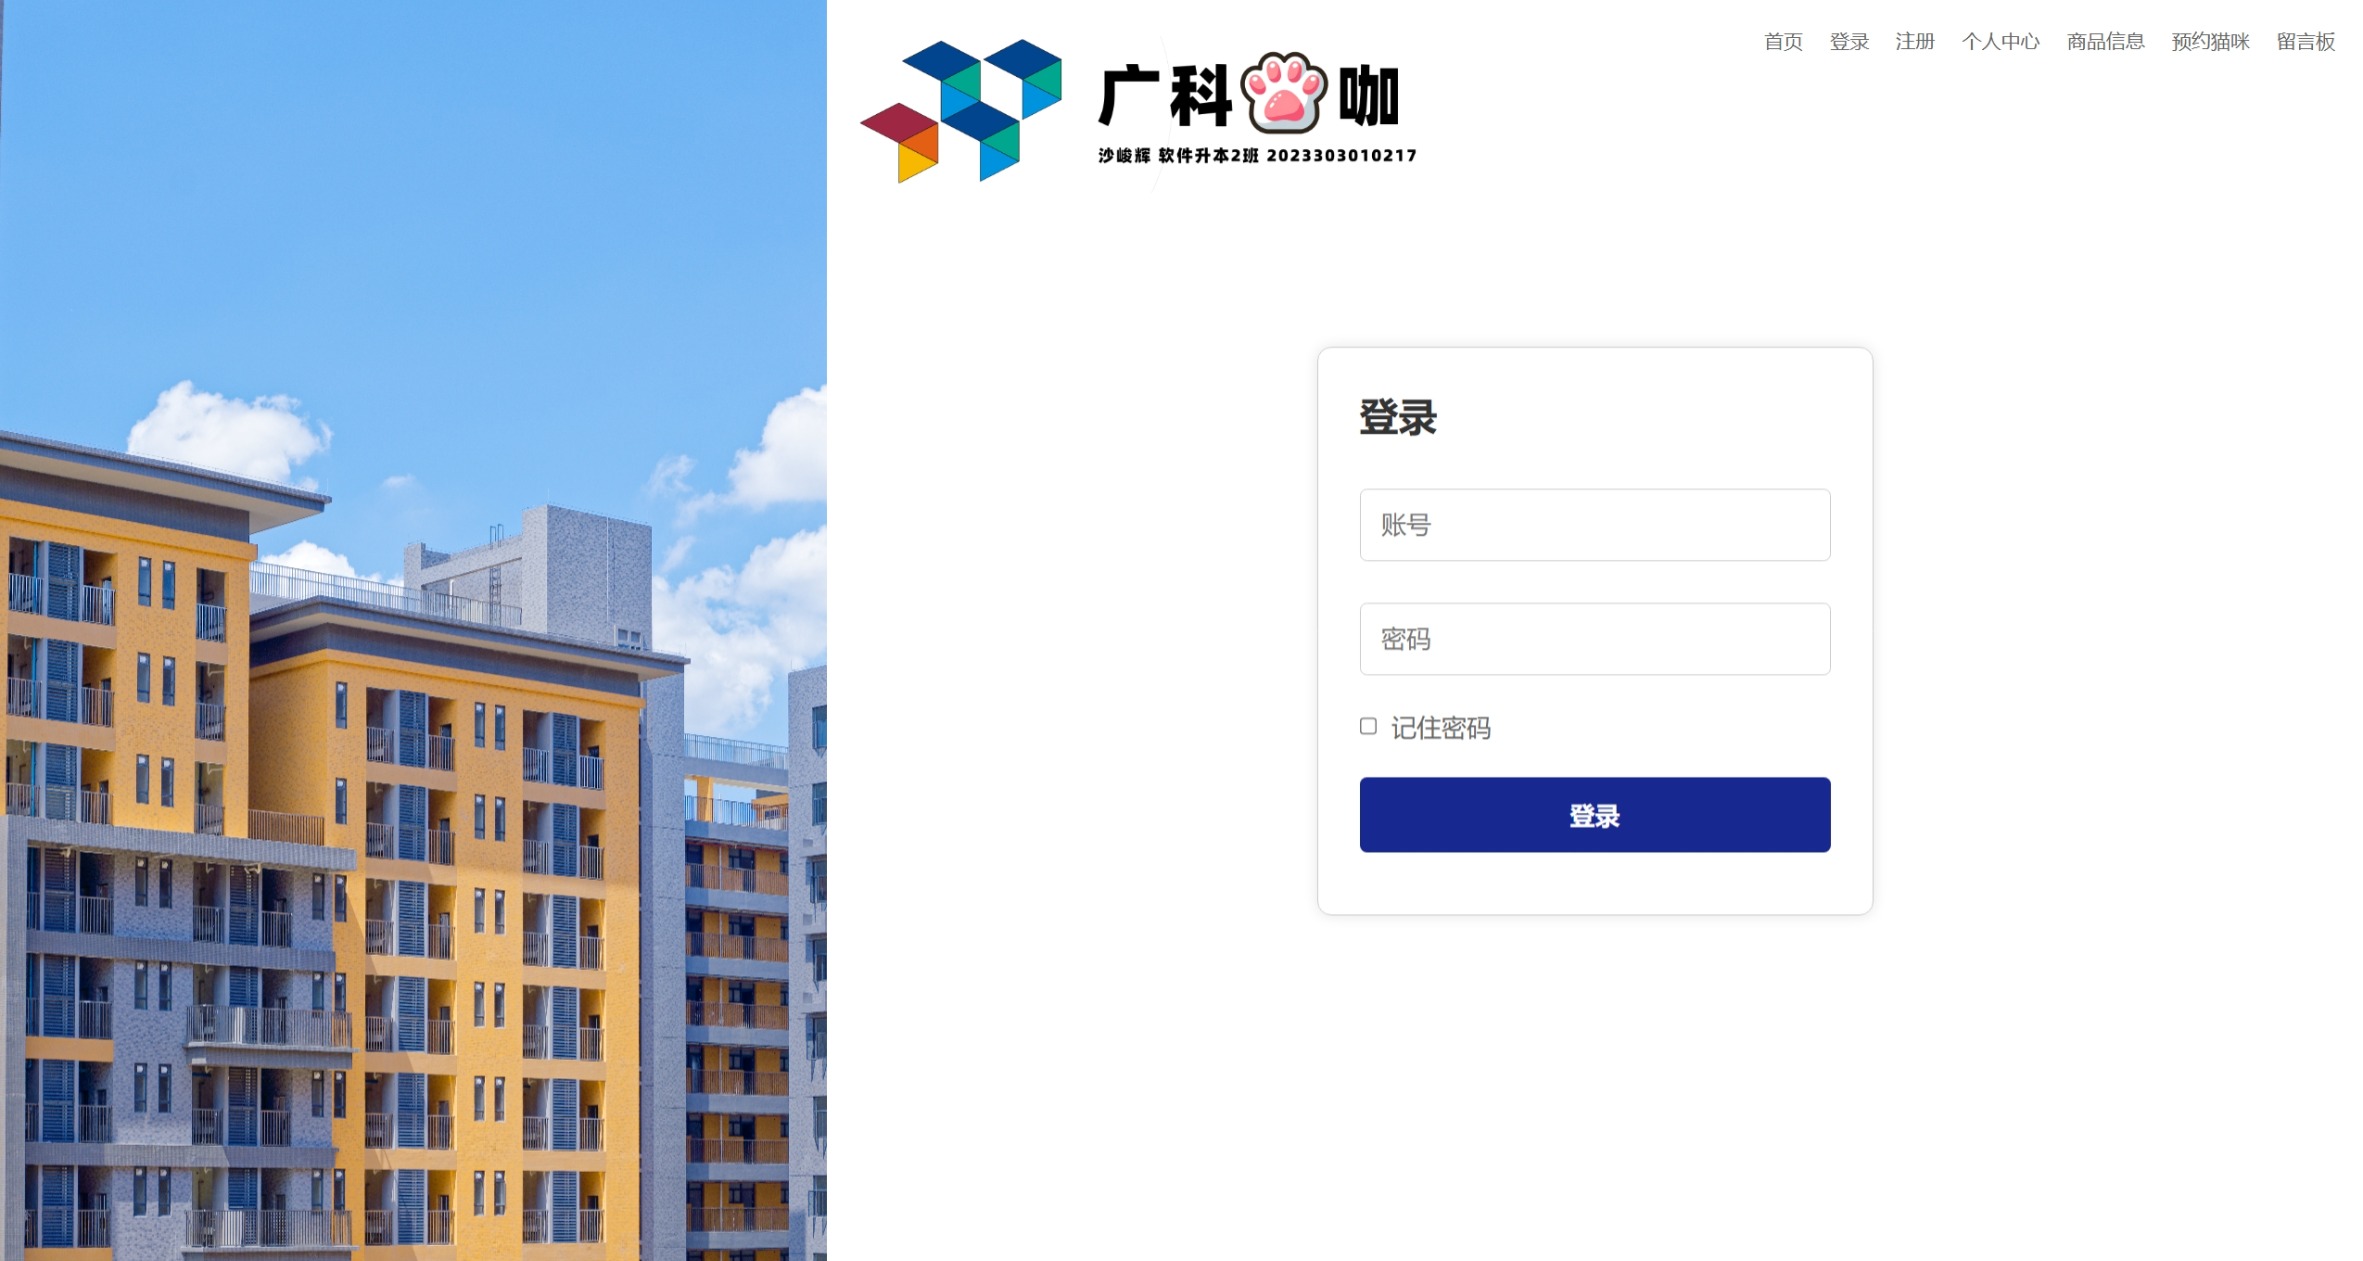 首页 登录 注册 个人中心 商品信息 预约猫咪 留言板
广科咖
沙峻辉 软件升本2班 2023303010217
登录
账号
密码
记住密码
登录